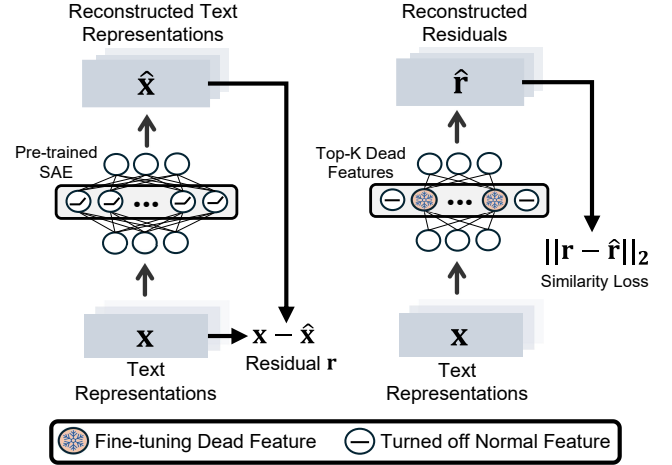 Reconstructed Text
Representations
x̂
Pre-trained
SAE
x
Text
Representations
x − x̂
Residual r
Reconstructed
Residuals
r̂
Top-K Dead
Features
||r − r̂||₂
Similarity Loss
x
Text
Representations
Fine-tuning Dead Feature
Turned off Normal Feature